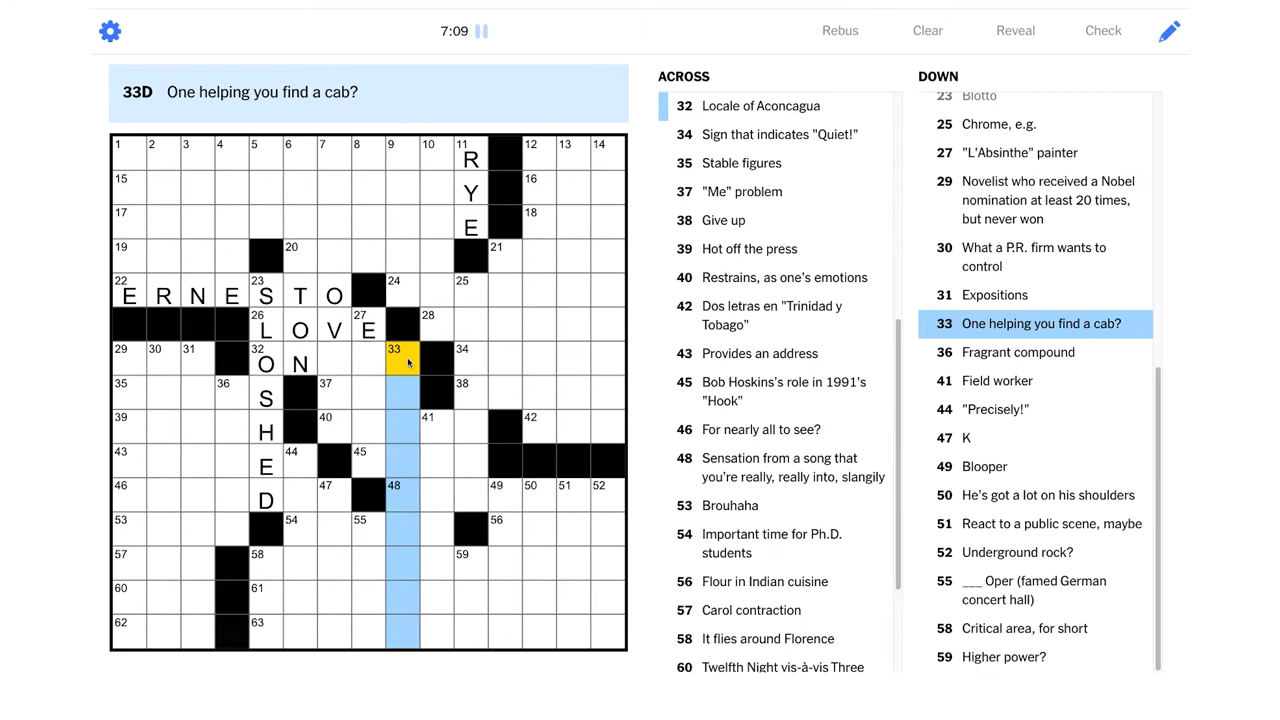 7:09
Rebus
Clear
Reveal
Check
33D One helping you find a cab?
1 2 3 4 5 6 7 8 9 10 11 R 12 13 14
15 Y 16
17 E 18
19 20 21
22 E R N E 23 S T O 24 25
26 L O V 27 E 28
29 30 31 32 O N 33 34
35 36 S 37 38
39 H 40 41 42
43 E 44 45
46 D 47 48 49 50 51 52
53 54 55 56
57 58 59
60 61
62 63
ACROSS
32 Locale of Aconcagua
34 Sign that indicates "Quiet!"
35 Stable figures
37 "Me" problem
38 Give up
39 Hot off the press
40 Restrains, as one's emotions
42 Dos letras en "Trinidad y
Tobago"
43 Provides an address
45 Bob Hoskins's role in 1991's
"Hook"
46 For nearly all to see?
48 Sensation from a song that
you're really, really into, slangily
53 Brouhaha
54 Important time for Ph.D.
students
56 Flour in Indian cuisine
57 Carol contraction
58 It flies around Florence
60 Twelfth Night vis-à-vis Three
DOWN
23 Blotto
25 Chrome, e.g.
27 "L'Absinthe" painter
29 Novelist who received a Nobel
nomination at least 20 times,
but never won
30 What a P.R. firm wants to
control
31 Expositions
33 One helping you find a cab?
36 Fragrant compound
41 Field worker
44 "Precisely!"
47 K
49 Blooper
50 He's got a lot on his shoulders
51 React to a public scene, maybe
52 Underground rock?
55 ___ Oper (famed German
concert hall)
58 Critical area, for short
59 Higher power?